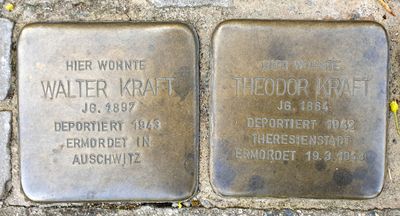 HIER WOHNTE
WALTER KRAFT
JG. 1897
DEPORTIERT 1943
ERMORDET IN
AUSCHWITZ
HIER WOHNTE
THEODOR KRAFT
JG. 1864
DEPORTIERT 1942
THERESIENSTADT
ERMORDET